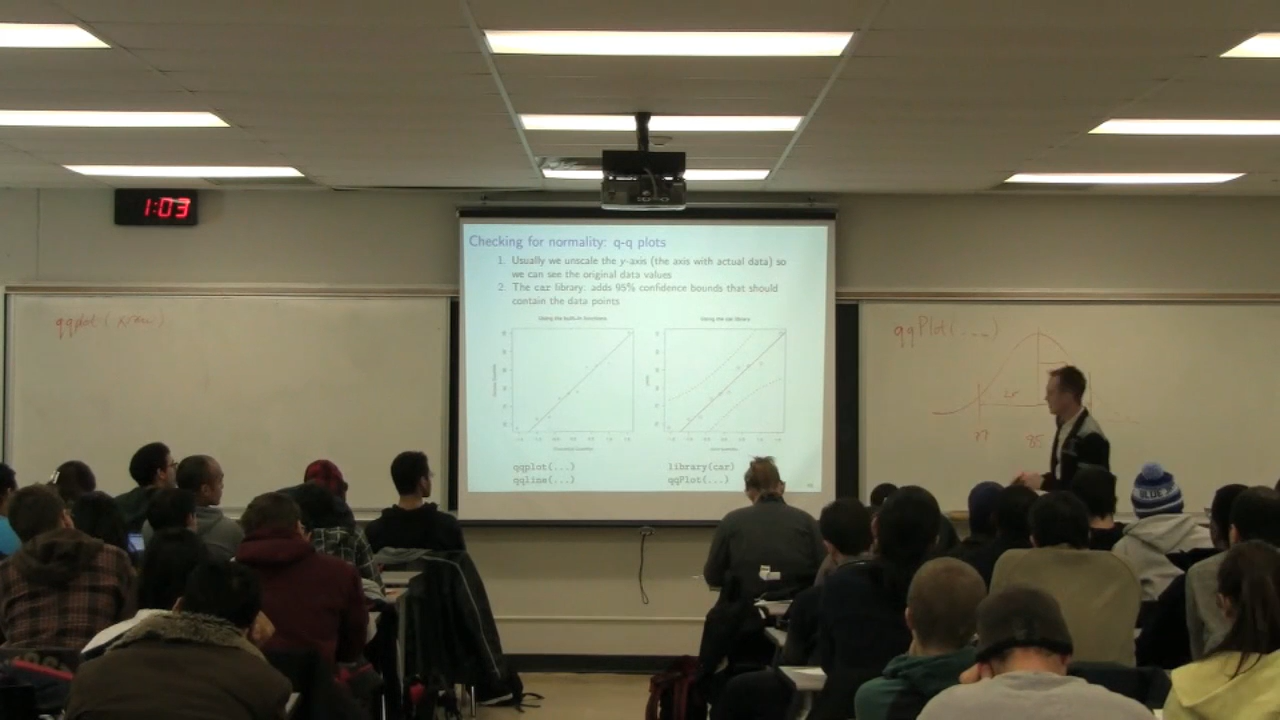 1:03
Checking for normality: q-q plots
1. Usually we unscale the y-axis (the axis with actual data) so
we can see the original data values
2. The car library: adds 95% confidence bounds that should
contain the data points
Using the built-in functions
Using the car library
qqplot(...)
qqline(...)
library(car)
qqPlot(...)
qqplot(
qqPlot(...)
BLUE